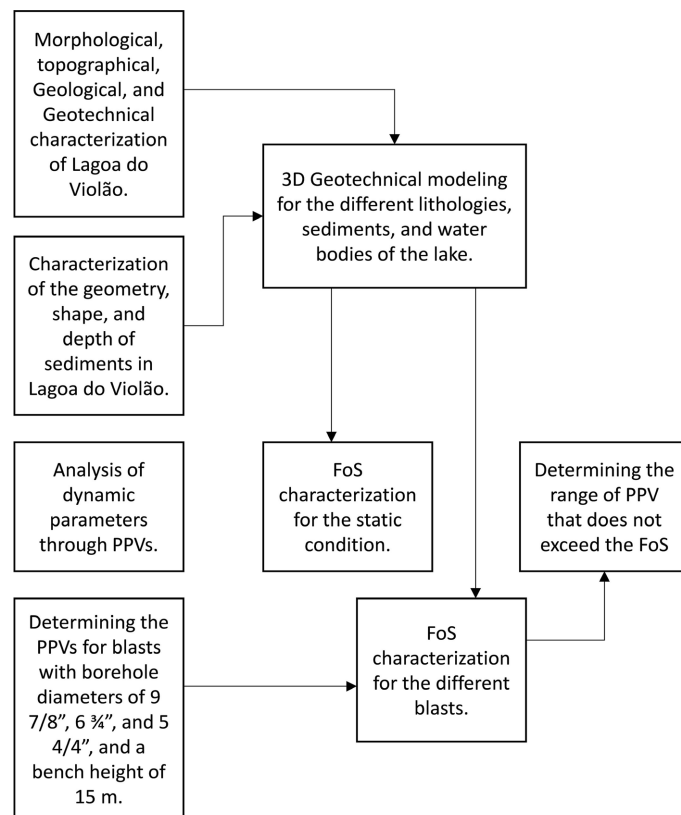 Morphological,
topographical,
Geological, and
Geotechnical
characterization
of Lagoa do
Violão.
3D Geotechnical modeling
for the different lithologies,
sediments, and water
bodies of the lake.
Characterization
of the geometry,
shape, and
depth of
sediments in
Lagoa do Violão.
Analysis of
dynamic
parameters
through PPVs.
FoS
characterization
for the static
condition.
Determining the
range of PPV
that does not
exceed the FoS
Determining the
PPVs for blasts
with borehole
diameters of 9
7/8”, 6 ¾”, and 5
4/4”, and a
bench height of
15 m.
FoS
characterization
for the different
blasts.